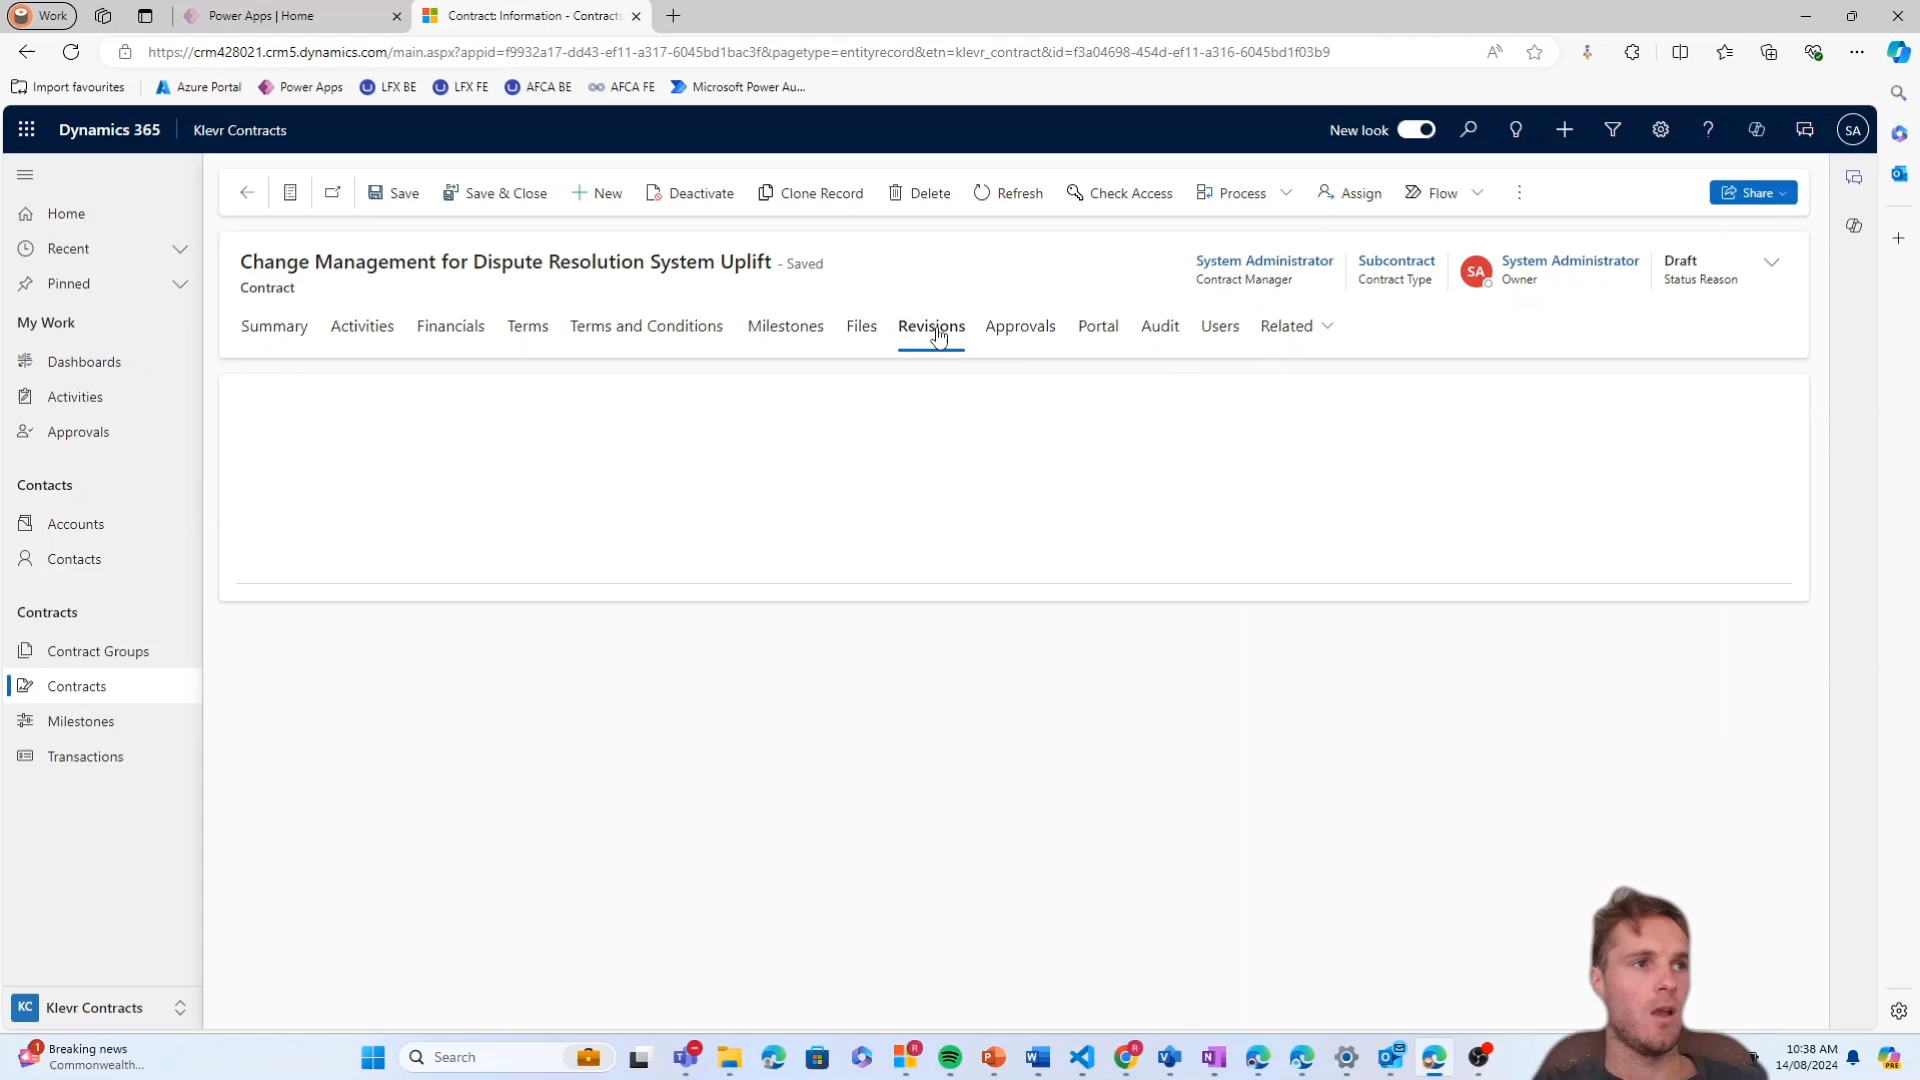 Work
Power Apps | Home
Contract: Information - Contracts
https://crm428021.crm5.dynamics.com/main.aspx?appid=f9932a17-dd43-ef11-a317-6045bd1bac3f&pagetype=entityrecord&etn=klevr_contract&id=f3a04698-454d-ef11-a316-6045bd1f03b9
Import favourites
Azure Portal
Power Apps
LFX BE
LFX FE
AFCA BE
AFCA FE
Microsoft Power Au...
Dynamics 365
Klevr Contracts
New look
SA
Save
Save & Close
New
Deactivate
Clone Record
Delete
Refresh
Check Access
Process
Assign
Flow
Share
Home
Recent
Pinned
My Work
Dashboards
Activities
Approvals
Contacts
Accounts
Contacts
Contracts
Contract Groups
Contracts
Milestones
Transactions
KC Klevr Contracts
Change Management for Dispute Resolution System Uplift - Saved
Contract
System Administrator
Contract Manager
Subcontract
Contract Type
SA
System Administrator
Owner
Draft
Status Reason
Summary
Activities
Financials
Terms
Terms and Conditions
Milestones
Files
Revisions
Approvals
Portal
Audit
Users
Related
1
Breaking news
Commonwealth...
Search
10:38 AM
14/08/2024
PRE